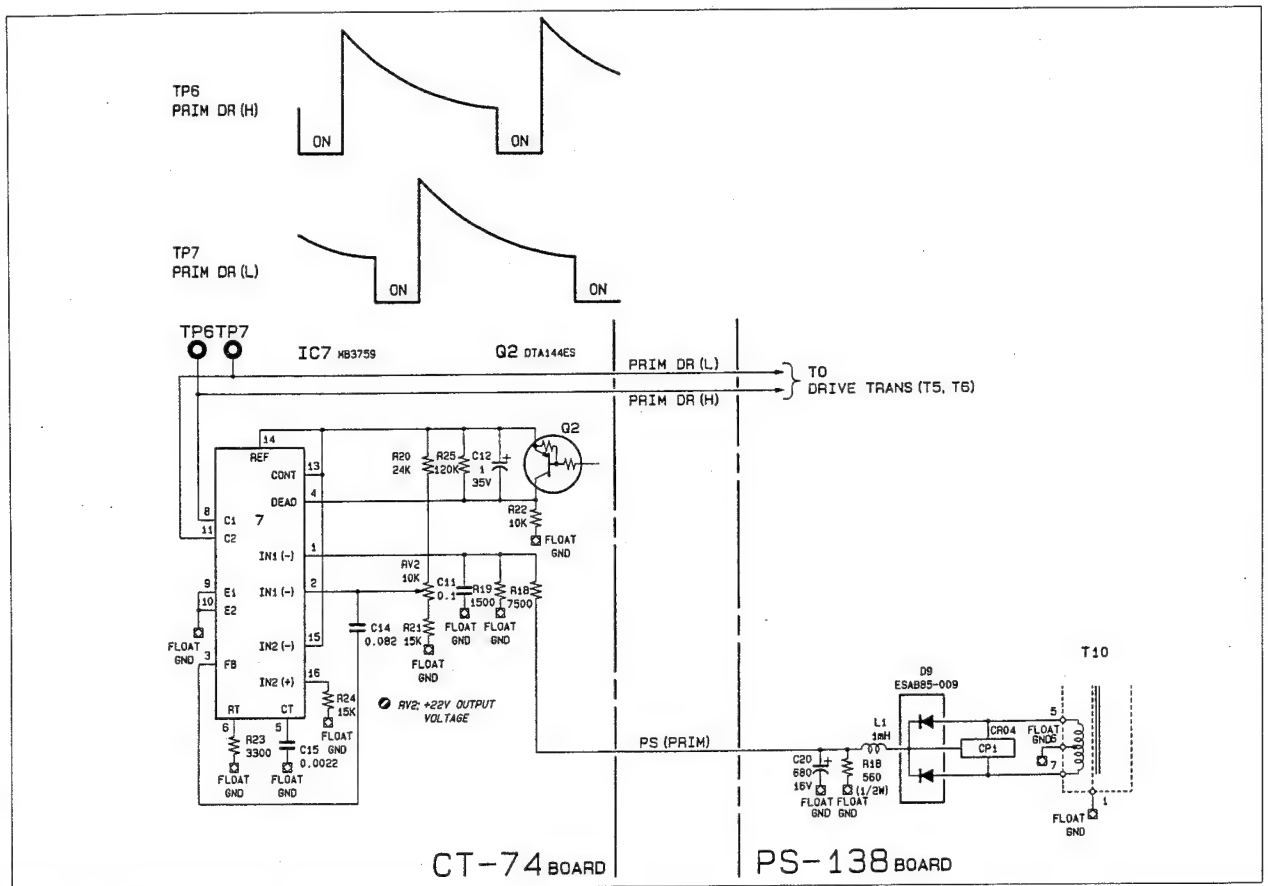 TP6
PRIM DR (H)
ON
ON
TP7
PRIM DR (L)
ON
ON
TP6 TP7
IC7 MB3759
Q2 DTA144ES
PRIM DR (L)
PRIM DR (H)
TO
DRIVE TRANS (T5, T6)
14
REF
CONT
13
DEAD
4
8
C1
7
11
C2
IN1 (-)
1
9
E1
IN1 (-)
2
10
E2
FLOAT
GND
IN2 (-)
15
3
FB
IN2 (+)
16
RT
CT
6
5
R23
3300
FLOAT
GND
C15
0.0022
FLOAT
GND
R24
15K
FLOAT
GND
R20
24K
R25
120K
C12
1
35V
+
Q2
R22
10K
FLOAT
GND
RV2
10K
C11
0.1
FLOAT
GND
R19
1500
FLOAT
GND
R18
7500
C14
0.082
R21
15K
FLOAT
GND
RV2: +22V OUTPUT
VOLTAGE
PS (PRIM)
C20
680
16V
+
FLOAT
GND
R18
560
(1/2W)
FLOAT
GND
L1
1mH
D9
ESAB85-009
CR04
CP1
T10
5
FLOAT
GND
6
7
1
FLOAT
GND
CT-74 BOARD
PS-138 BOARD